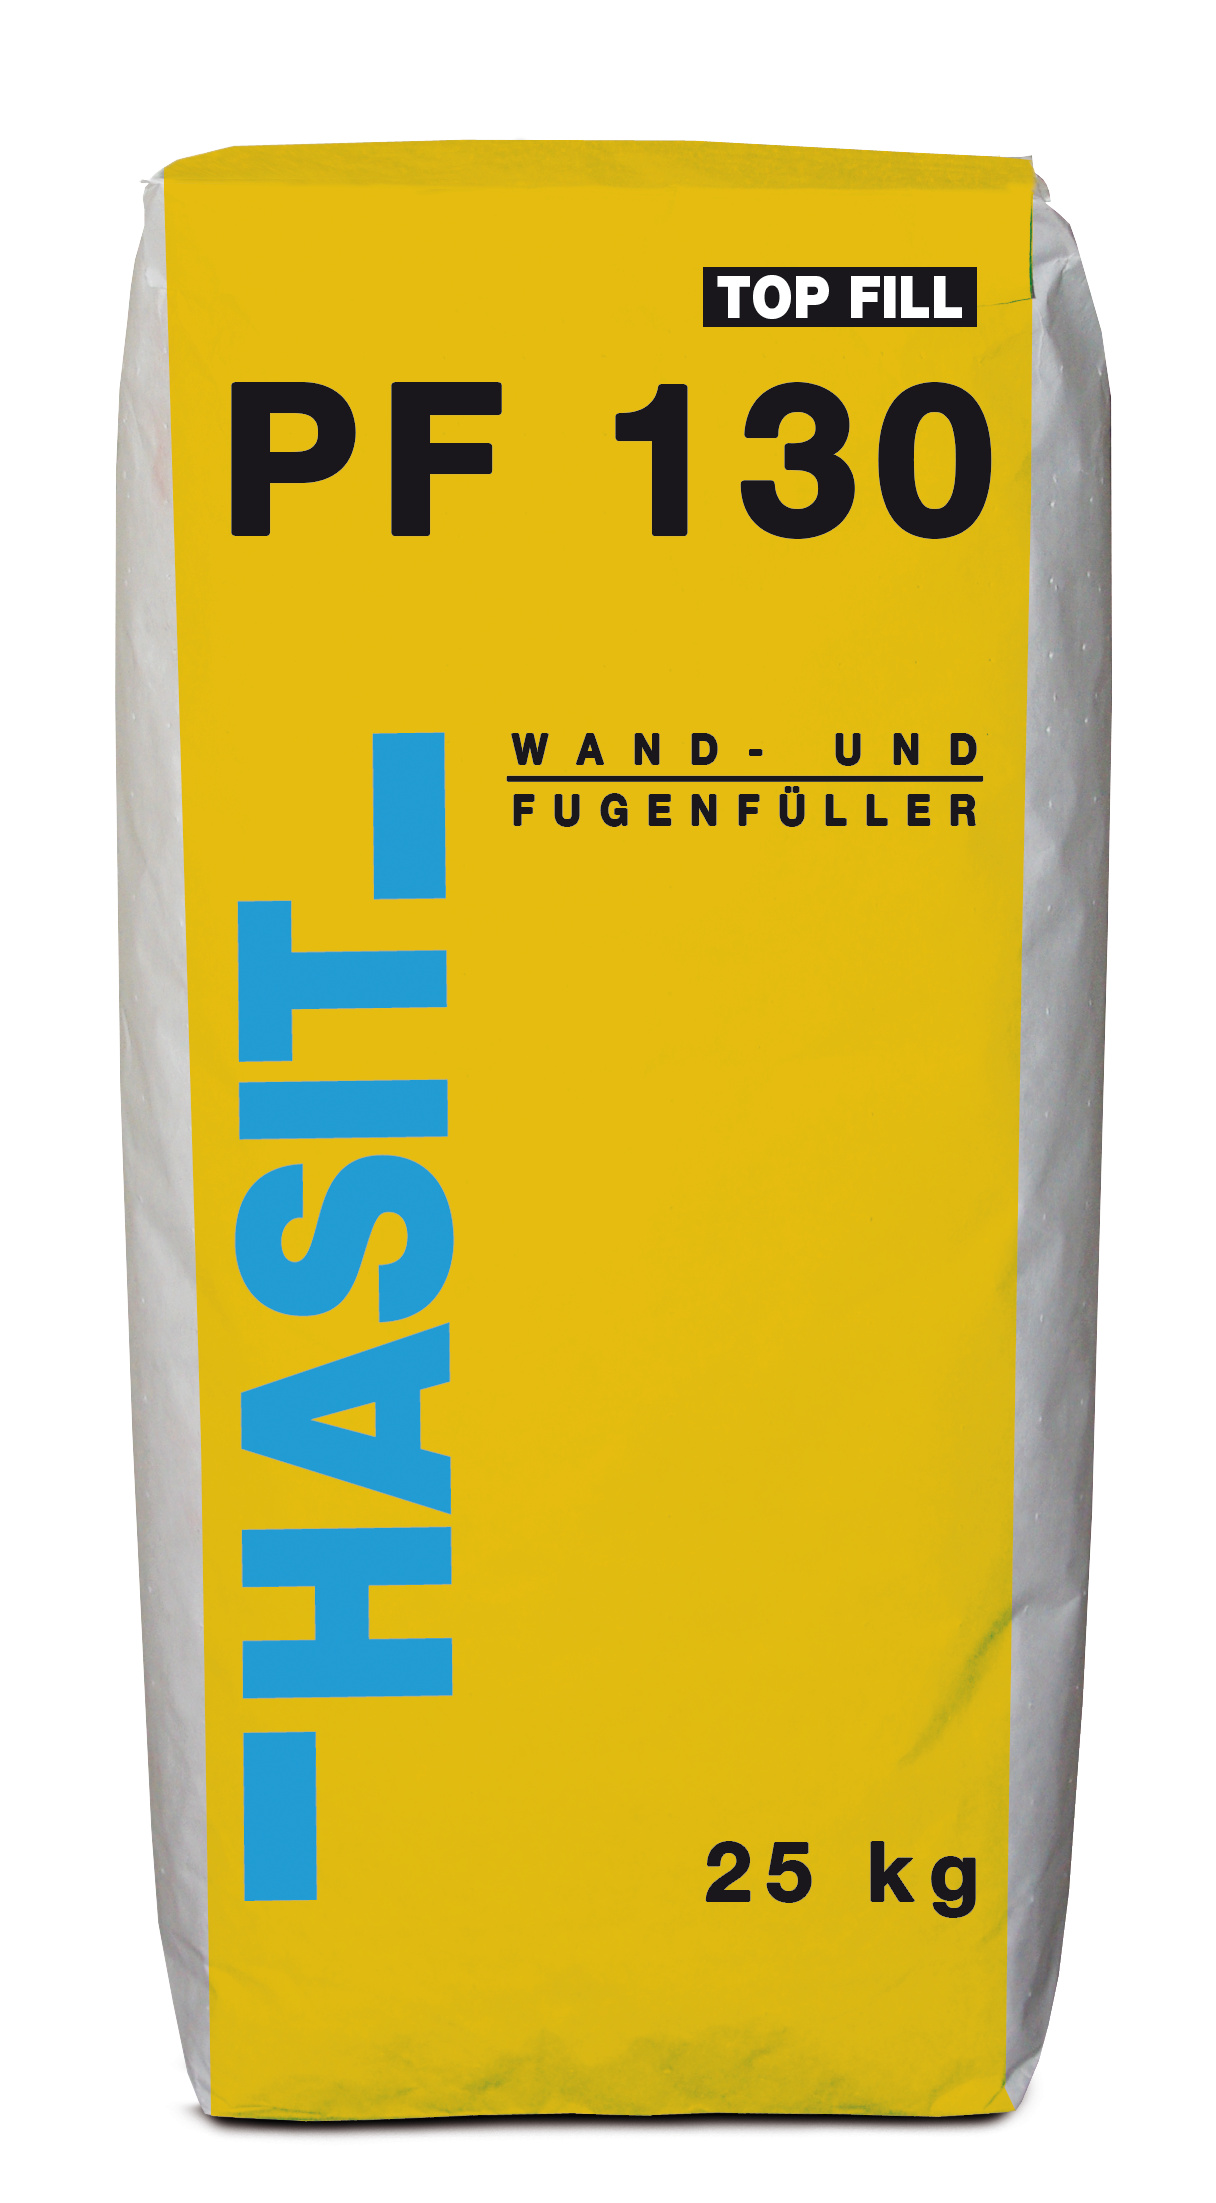 TOP FILL
PF 130
WAND- UND
FUGENFÜLLER
HASIT
25 kg